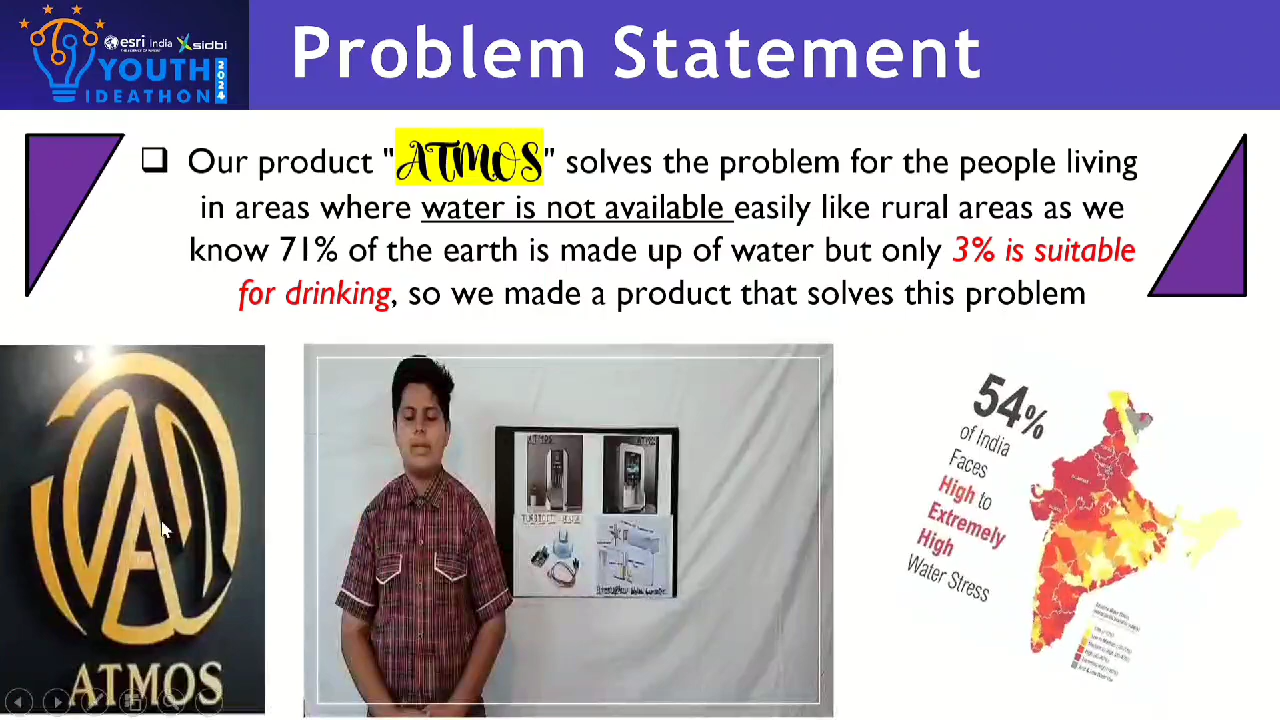 esri India
sidbi
YOUTH
IDEATHON
2024
Problem Statement
Our product "ATMOS" solves the problem for the people living
in areas where water is not available easily like rural areas as we
know 71% of the earth is made up of water but only 3% is suitable
for drinking, so we made a product that solves this problem
ATMOS
ATMOS
54%
of India
Faces
High to
Extremely
High
Water Stress